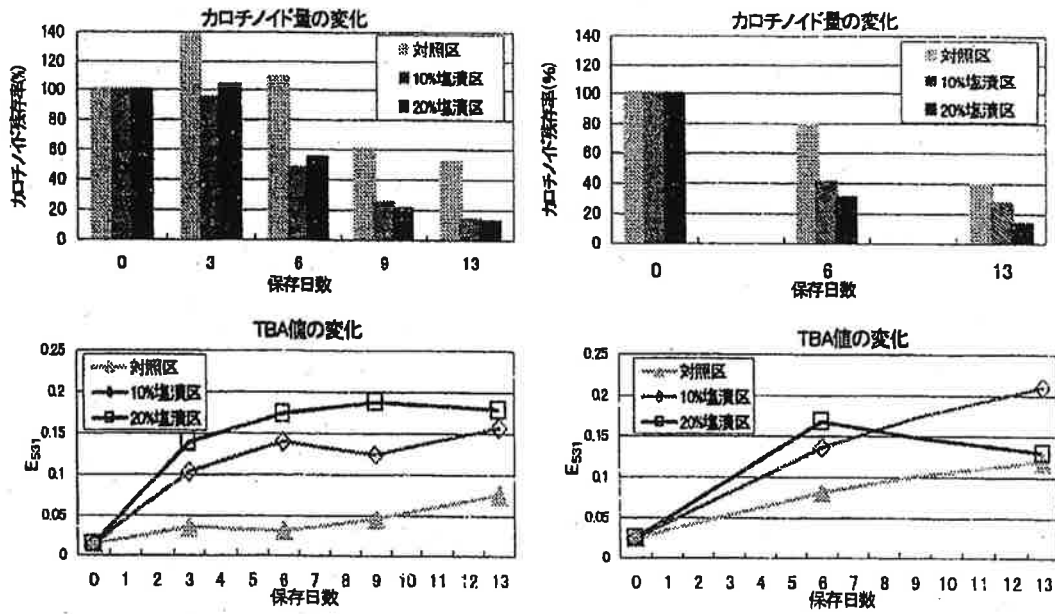 カロチノイド量の変化
カロチノイド残存率(%)
140
120
100
80
60
40
20
0
対照区
10%塩漬区
20%塩漬区
0 3 6 9 13
保存日数
カロチノイド量の変化
カロチノイド残存率(%)
140
120
100
80
60
40
20
0
対照区
10%塩漬区
20%塩漬区
0 6 13
保存日数
TBA値の変化
E531
0.25
0.2
0.15
0.1
0.05
0
対照区
10%塩漬区
20%塩漬区
0 1 2 3 4 5 6 7 8 9 10 11 12 13
保存日数
TBA値の変化
E531
0.25
0.2
0.15
0.1
0.05
0
対照区
10%塩漬区
20%塩漬区
0 1 2 3 4 5 6 7 8 9 10 11 12 13
保存日数